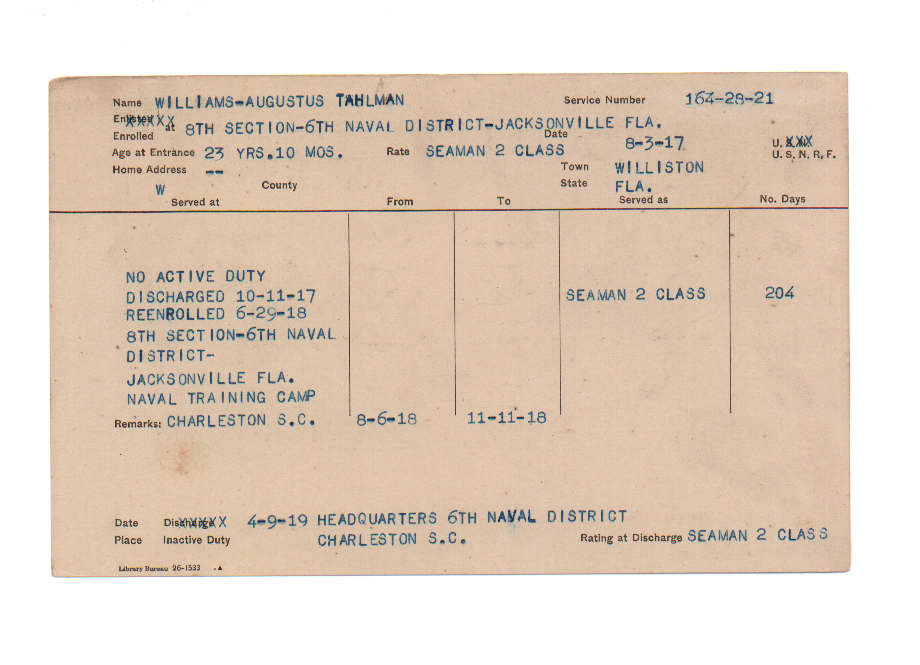 Name WILLIAMS-AUGUSTUS TAHLMAN Service Number 164-28-21
Enlisted XXXXX
Enrolled at 8TH SECTION-6TH NAVAL DISTRICT-JACKSONVILLE FLA.
Age at Entrance 23 YRS.10 MOS. Rate SEAMAN 2 CLASS Date 8-3-17 U. XXX U. S. N. R. F.
Home Address -- Town WILLISTON
W County State FLA.
Served at From To Served as No. Days
NO ACTIVE DUTY
DISCHARGED 10-11-17 SEAMAN 2 CLASS 204
REENROLLED 6-29-18
8TH SECTION-6TH NAVAL
DISTRICT-
JACKSONVILLE FLA.
NAVAL TRAINING CAMP
Remarks: CHARLESTON S.C. 8-6-18 11-11-18
Date Discharge XXXXX 4-9-19 HEADQUARTERS 6TH NAVAL DISTRICT
Place Inactive Duty CHARLESTON S.C. Rating at Discharge SEAMAN 2 CLASS
Library Bureau 26-1533 .▲